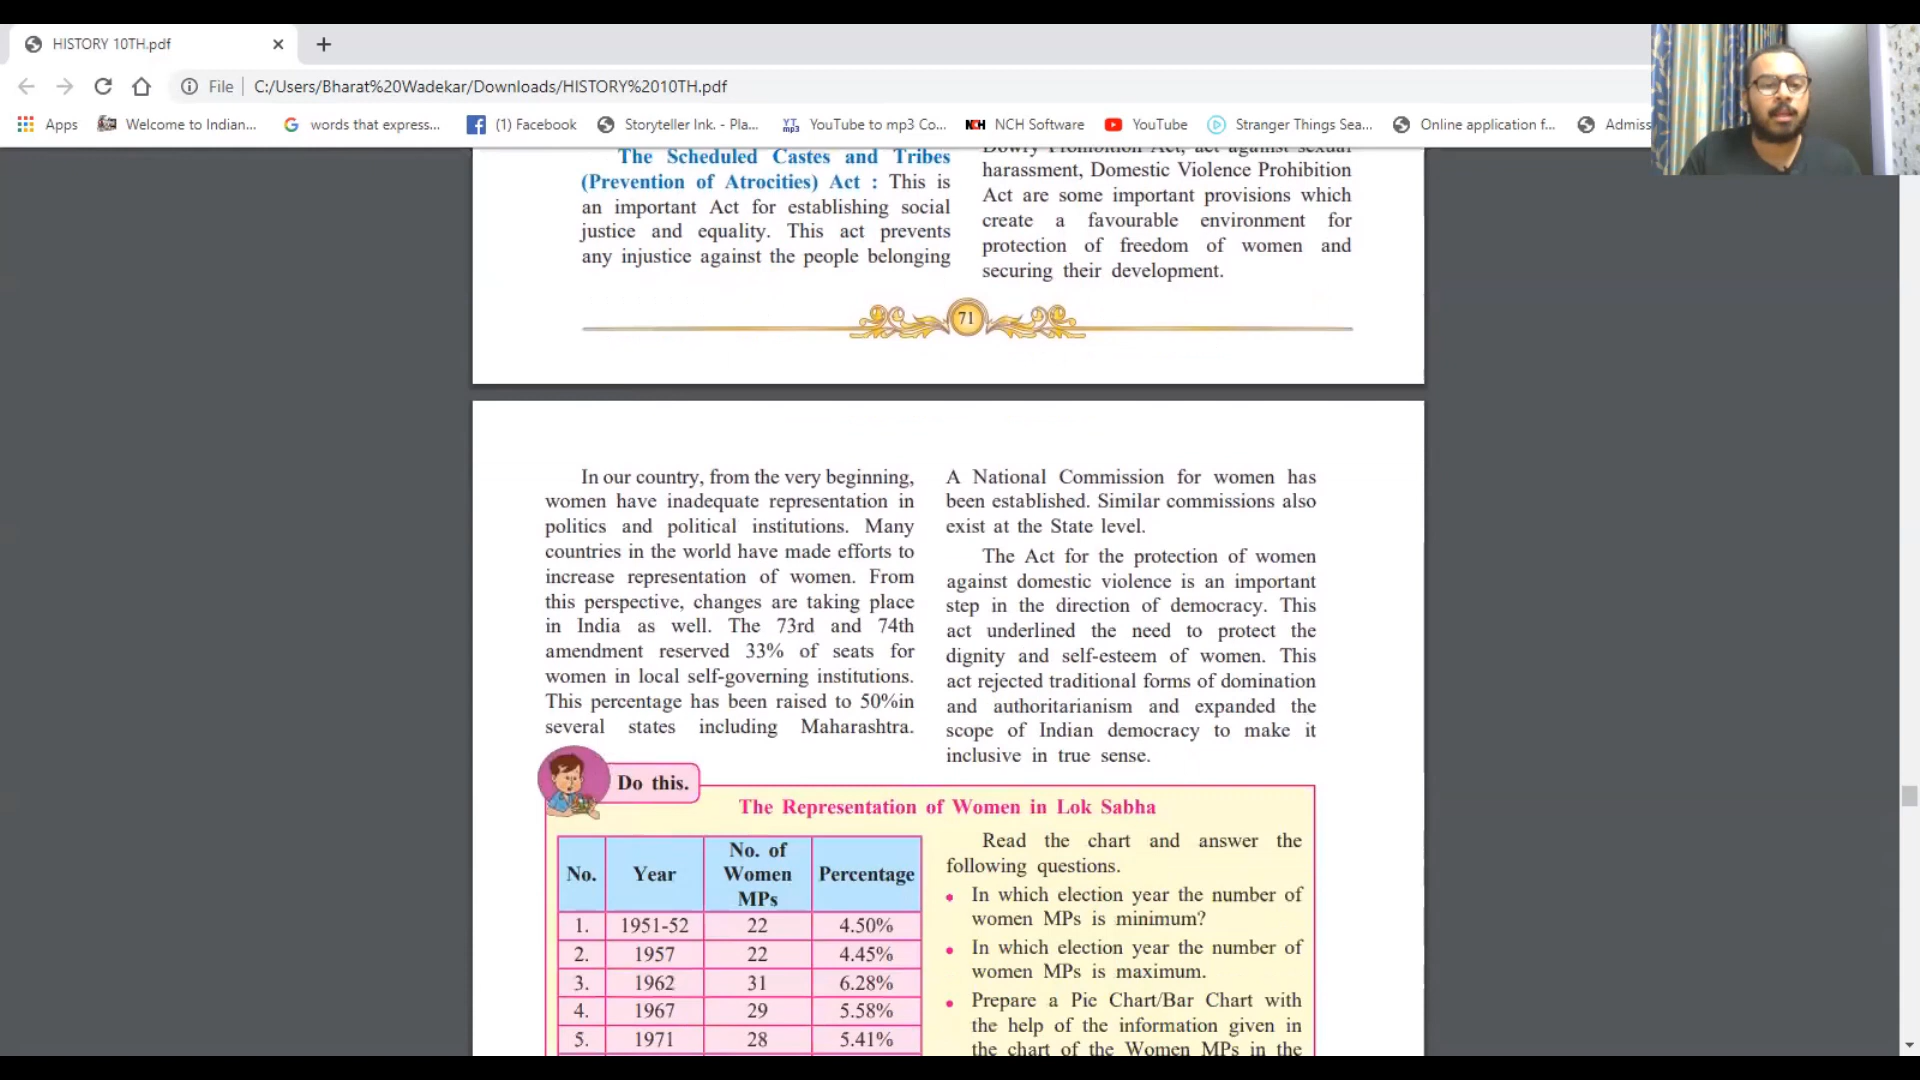 HISTORY 10TH.pdf
File
C:/Users/Bharat%20Wadekar/Downloads/HISTORY%2010TH.pdf
Apps
Welcome to Indian...
words that express...
(1) Facebook
Storyteller Ink. - Pla...
YouTube to mp3 Co...
NCH Software
YouTube
Stranger Things Sea...
Online application f...
Admiss
The Scheduled Castes and Tribes
(Prevention of Atrocities) Act : This is
an important Act for establishing social
justice and equality. This act prevents
any injustice against the people belonging
Dowry Prohibition Act, act against sexual
harassment, Domestic Violence Prohibition
Act are some important provisions which
create a favourable environment for
protection of freedom of women and
securing their development.
71
In our country, from the very beginning,
women have inadequate representation in
politics and political institutions. Many
countries in the world have made efforts to
increase representation of women. From
this perspective, changes are taking place
in India as well. The 73rd and 74th
amendment reserved 33% of seats for
women in local self-governing institutions.
This percentage has been raised to 50%in
several states including Maharashtra.
A National Commission for women has
been established. Similar commissions also
exist at the State level.
The Act for the protection of women
against domestic violence is an important
step in the direction of democracy. This
act underlined the need to protect the
dignity and self-esteem of women. This
act rejected traditional forms of domination
and authoritarianism and expanded the
scope of Indian democracy to make it
inclusive in true sense.
Do this.
The Representation of Women in Lok Sabha
No. Year No. of Women MPs Percentage
1. 1951-52 22 4.50%
2. 1957 22 4.45%
3. 1962 31 6.28%
4. 1967 29 5.58%
5. 1971 28 5.41%
Read the chart and answer the
following questions.
• In which election year the number of
women MPs is minimum?
• In which election year the number of
women MPs is maximum.
• Prepare a Pie Chart/Bar Chart with
the help of the information given in
the chart of the Women MPs in the